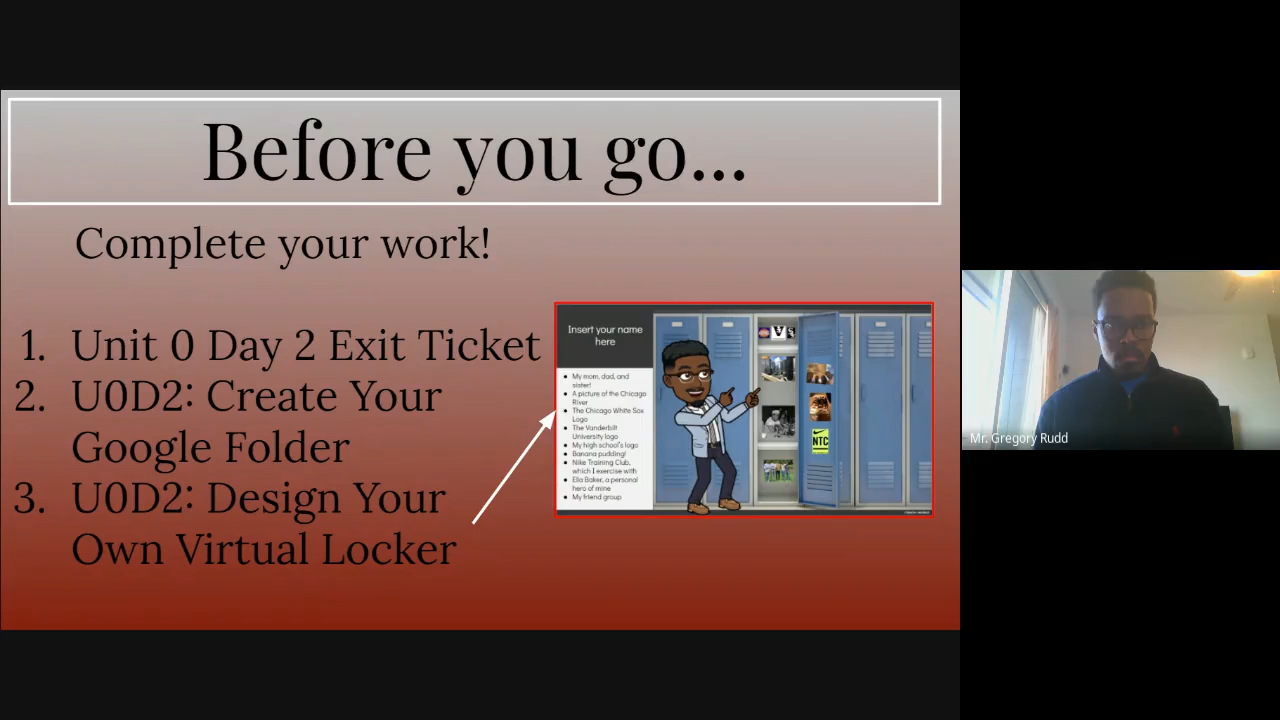 Before you go...
Complete your work!
1. Unit 0 Day 2 Exit Ticket
2. U0D2: Create Your
Google Folder
3. U0D2: Design Your
Own Virtual Locker
Insert your name
here
● My mom, dad, and
sister!
● A picture of the Chicago
River
● The Chicago White Sox
Logo
● The Vanderbilt
University logo
● My high school's logo
● Banana pudding!
● Nike Training Club,
which I exercise with
● Ella Baker, a personal
hero of mine
● My friend group
NTC
Mr. Gregory Rudd